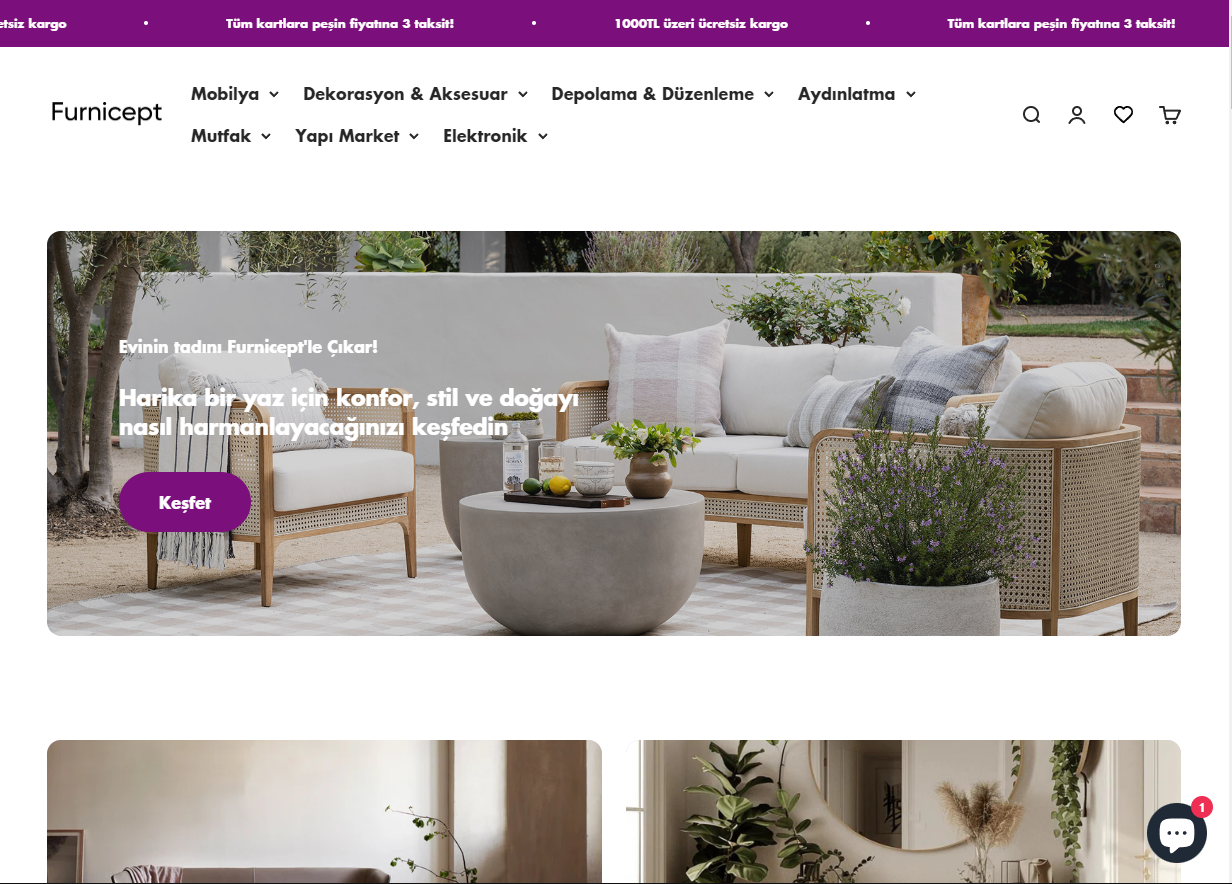 etsiz kargo • Tüm kartlara peşin fiyatına 3 taksit! • 1000TL üzeri ücretsiz kargo • Tüm kartlara peşin fiyatına 3 taksit!
Furnicept
Mobilya Dekorasyon & Aksesuar Depolama & Düzenleme Aydınlatma
Mutfak Yapı Market Elektronik
Evinin tadını Furnicept'le Çıkar!
Harika bir yaz için konfor, stil ve doğayı
nasıl harmanlayacağınızı keşfedin
Keşfet
1